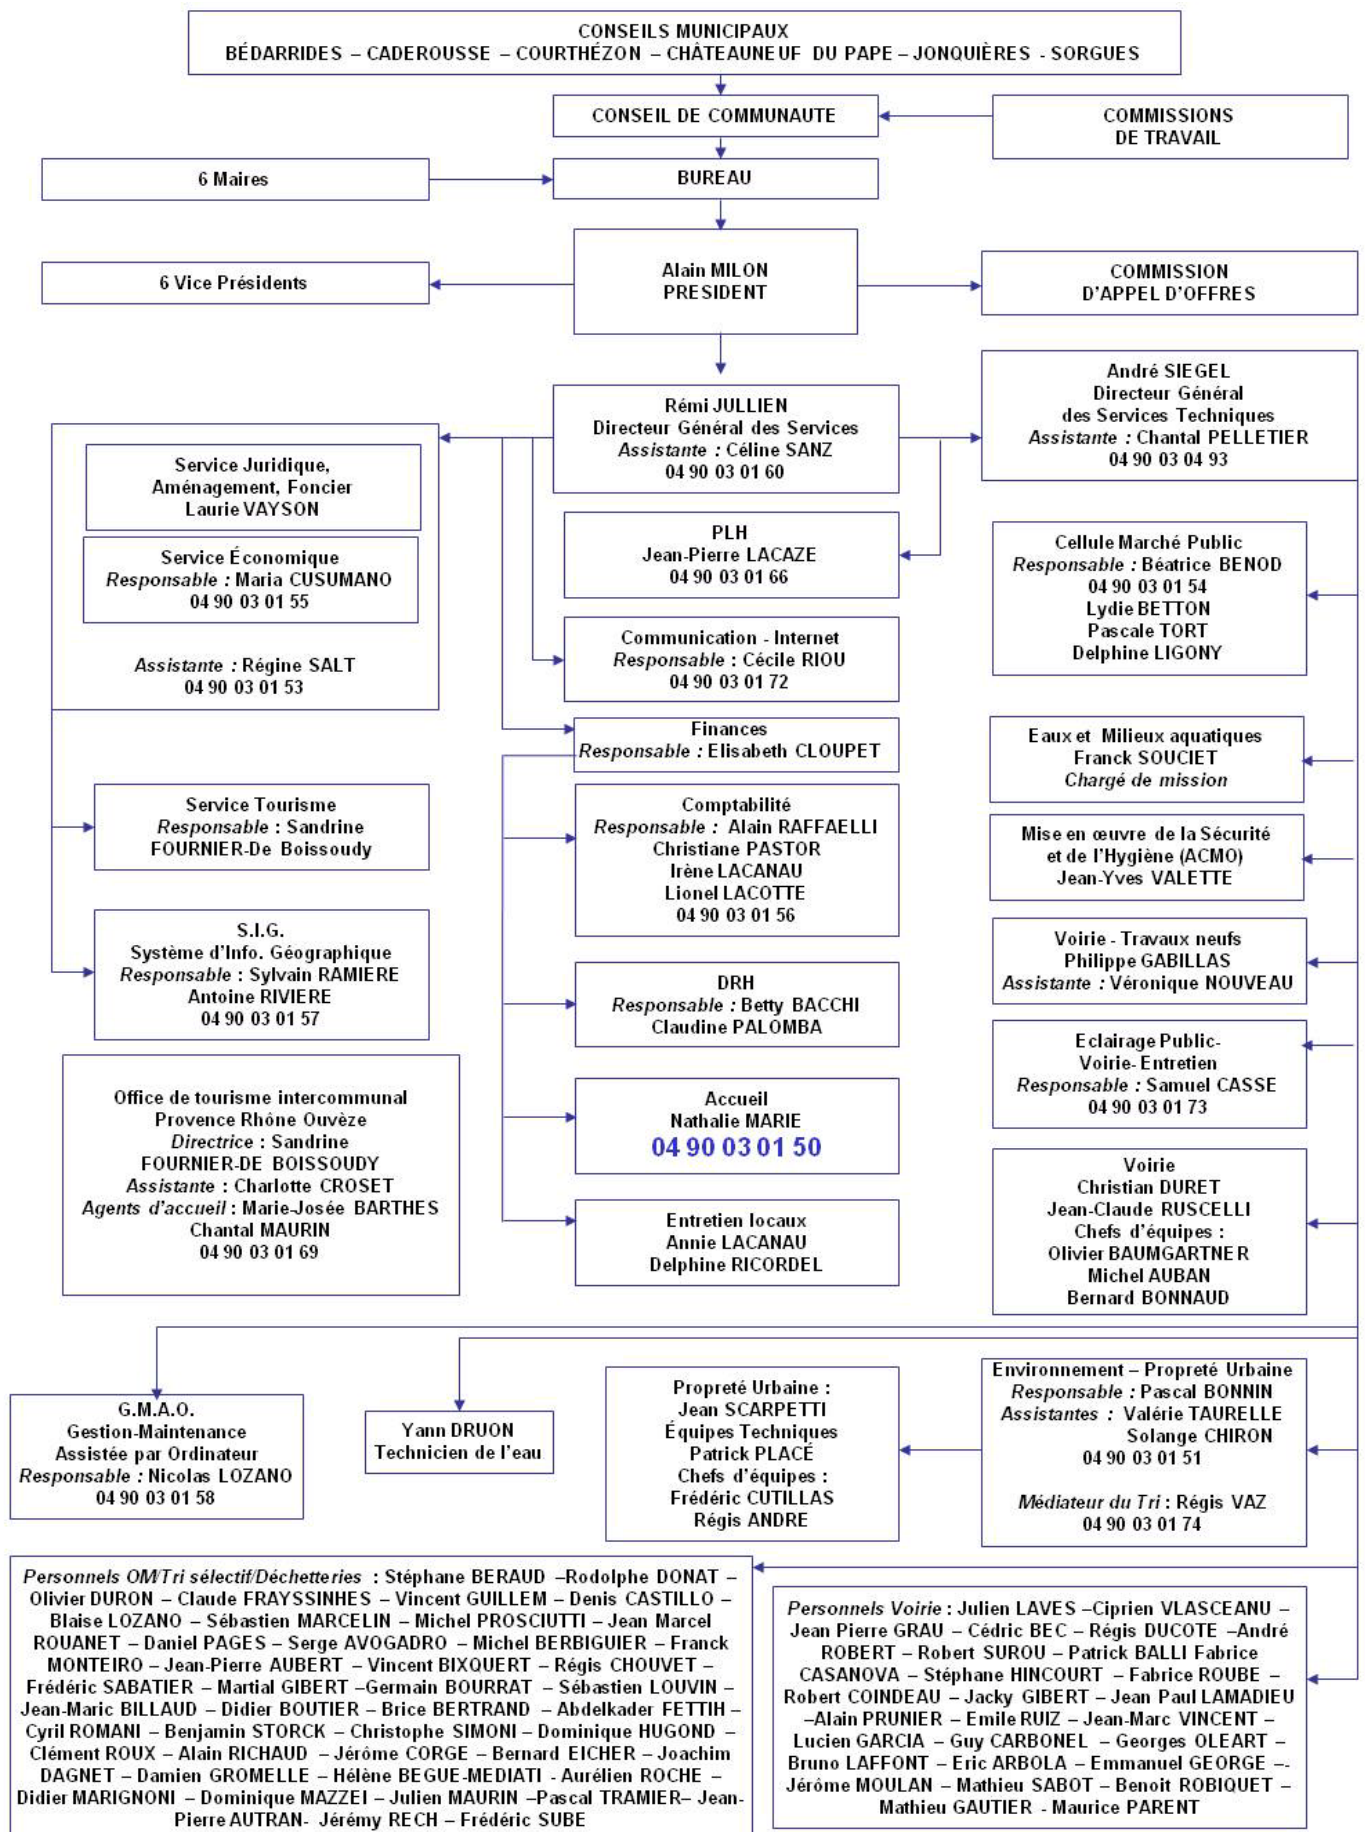 CONSEILS MUNICIPAUX
BÉDARRIDES – CADEROUSSE – COURTHÉZON – CHÂTEAUNEUF DU PAPE – JONQUIÈRES - SORGUES
CONSEIL DE COMMUNAUTE
COMMISSIONS
DE TRAVAIL
6 Maires
BUREAU
6 Vice Présidents
Alain MILON
PRESIDENT
COMMISSION
D'APPEL D'OFFRES
Rémi JULLIEN
Directeur Général des Services
Assistante : Céline SANZ
04 90 03 01 60
André SIEGEL
Directeur Général
des Services Techniques
Assistante : Chantal PELLETIER
04 90 03 04 93
Service Juridique,
Aménagement, Foncier
Laurie VAYSON
Service Économique
Responsable : Maria CUSUMANO
04 90 03 01 55
Assistante : Régine SALT
04 90 03 01 53
PLH
Jean-Pierre LACAZE
04 90 03 01 66
Communication - Internet
Responsable : Cécile RIOU
04 90 03 01 72
Finances
Responsable : Elisabeth CLOUPET
Cellule Marché Public
Responsable : Béatrice BENOD
04 90 03 01 54
Lydie BETTON
Pascale TORT
Delphine LIGONY
Eaux et Milieux aquatiques
Franck SOUCIET
Chargé de mission
Service Tourisme
Responsable : Sandrine
FOURNIER-De Boissoudy
Comptabilité
Responsable : Alain RAFFAELLI
Christiane PASTOR
Irène LACANAU
Lionel LACOTTE
04 90 03 01 56
Mise en œuvre de la Sécurité
et de l'Hygiène (ACMO)
Jean-Yves VALETTE
S.I.G.
Système d'Info. Géographique
Responsable : Sylvain RAMIERE
Antoine RIVIERE
04 90 03 01 57
DRH
Responsable : Betty BACCHI
Claudine PALOMBA
Voirie - Travaux neufs
Philippe GABILLAS
Assistante : Véronique NOUVEAU
Eclairage Public-
Voirie- Entretien
Responsable : Samuel CASSE
04 90 03 01 73
Office de tourisme intercommunal
Provence Rhône Ouvèze
Directrice : Sandrine
FOURNIER-DE BOISSOUDY
Assistante : Charlotte CROSET
Agents d'accueil : Marie-Josée BARTHES
Chantal MAURIN
04 90 03 01 69
Accueil
Nathalie MARIE
04 90 03 01 50
Entretien locaux
Annie LACANAU
Delphine RICORDEL
Voirie
Christian DURET
Jean-Claude RUSCELLI
Chefs d'équipes :
Olivier BAUMGARTNER
Michel AUBAN
Bernard BONNAUD
G.M.A.O.
Gestion-Maintenance
Assistée par Ordinateur
Responsable : Nicolas LOZANO
04 90 03 01 58
Yann DRUON
Technicien de l'eau
Propreté Urbaine :
Jean SCARPETTI
Équipes Techniques
Patrick PLACE
Chefs d'équipes :
Frédéric CUTILLAS
Régis ANDRE
Environnement – Propreté Urbaine
Responsable : Pascal BONNIN
Assistantes : Valérie TAURELLE
Solange CHIRON
04 90 03 01 51
Médiateur du Tri : Régis VAZ
04 90 03 01 74
Personnels OM/Tri sélectif/Déchetteries : Stéphane BERAUD –Rodolphe DONAT –
Olivier DURON – Claude FRAYSSINHES – Vincent GUILLEM – Denis CASTILLO –
Blaise LOZANO – Sébastien MARCELIN – Michel PROSCIUTTI – Jean Marcel
ROUANET – Daniel PAGES – Serge AVOGADRO – Michel BERBIGUIER – Franck
MONTEIRO – Jean-Pierre AUBERT – Vincent BIXQUERT – Régis CHOUVET –
Frédéric SABATIER – Martial GIBERT –Germain BOURRAT – Sébastien LOUVIN –
Jean-Maric BILLAUD – Didier BOUTIER – Brice BERTRAND – Abdelkader FETTIH –
Cyril ROMANI – Benjamin STORCK – Christophe SIMONI – Dominique HUGOND –
Clément ROUX – Alain RICHAUD – Jérôme CORGE – Bernard EICHER – Joachim
DAGNET – Damien GROMELLE – Hélène BEGUE-MEDIATI - Aurélien ROCHE –
Didier MARIGNONI – Dominique MAZZEI – Julien MAURIN –Pascal TRAMIER– Jean-
Pierre AUTRAN- Jérémy RECH – Frédéric SUBE
Personnels Voirie : Julien LAVES –Ciprien VLASCEANU –
Jean Pierre GRAU – Cédric BEC – Régis DUCOTE –André
ROBERT – Robert SUROU – Patrick BALLI Fabrice
CASANOVA – Stéphane HINCOURT – Fabrice ROUBE –
Robert COINDEAU – Jacky GIBERT – Jean Paul LAMADIEU
–Alain PRUNIER – Emile RUIZ – Jean-Marc VINCENT –
Lucien GARCIA – Guy CARBONEL – Georges OLEART –
Bruno LAFFONT – Eric ARBOLA – Emmanuel GEORGE –-
Jérôme MOULAN – Mathieu SABOT – Benoit ROBIQUET –
Mathieu GAUTIER - Maurice PARENT